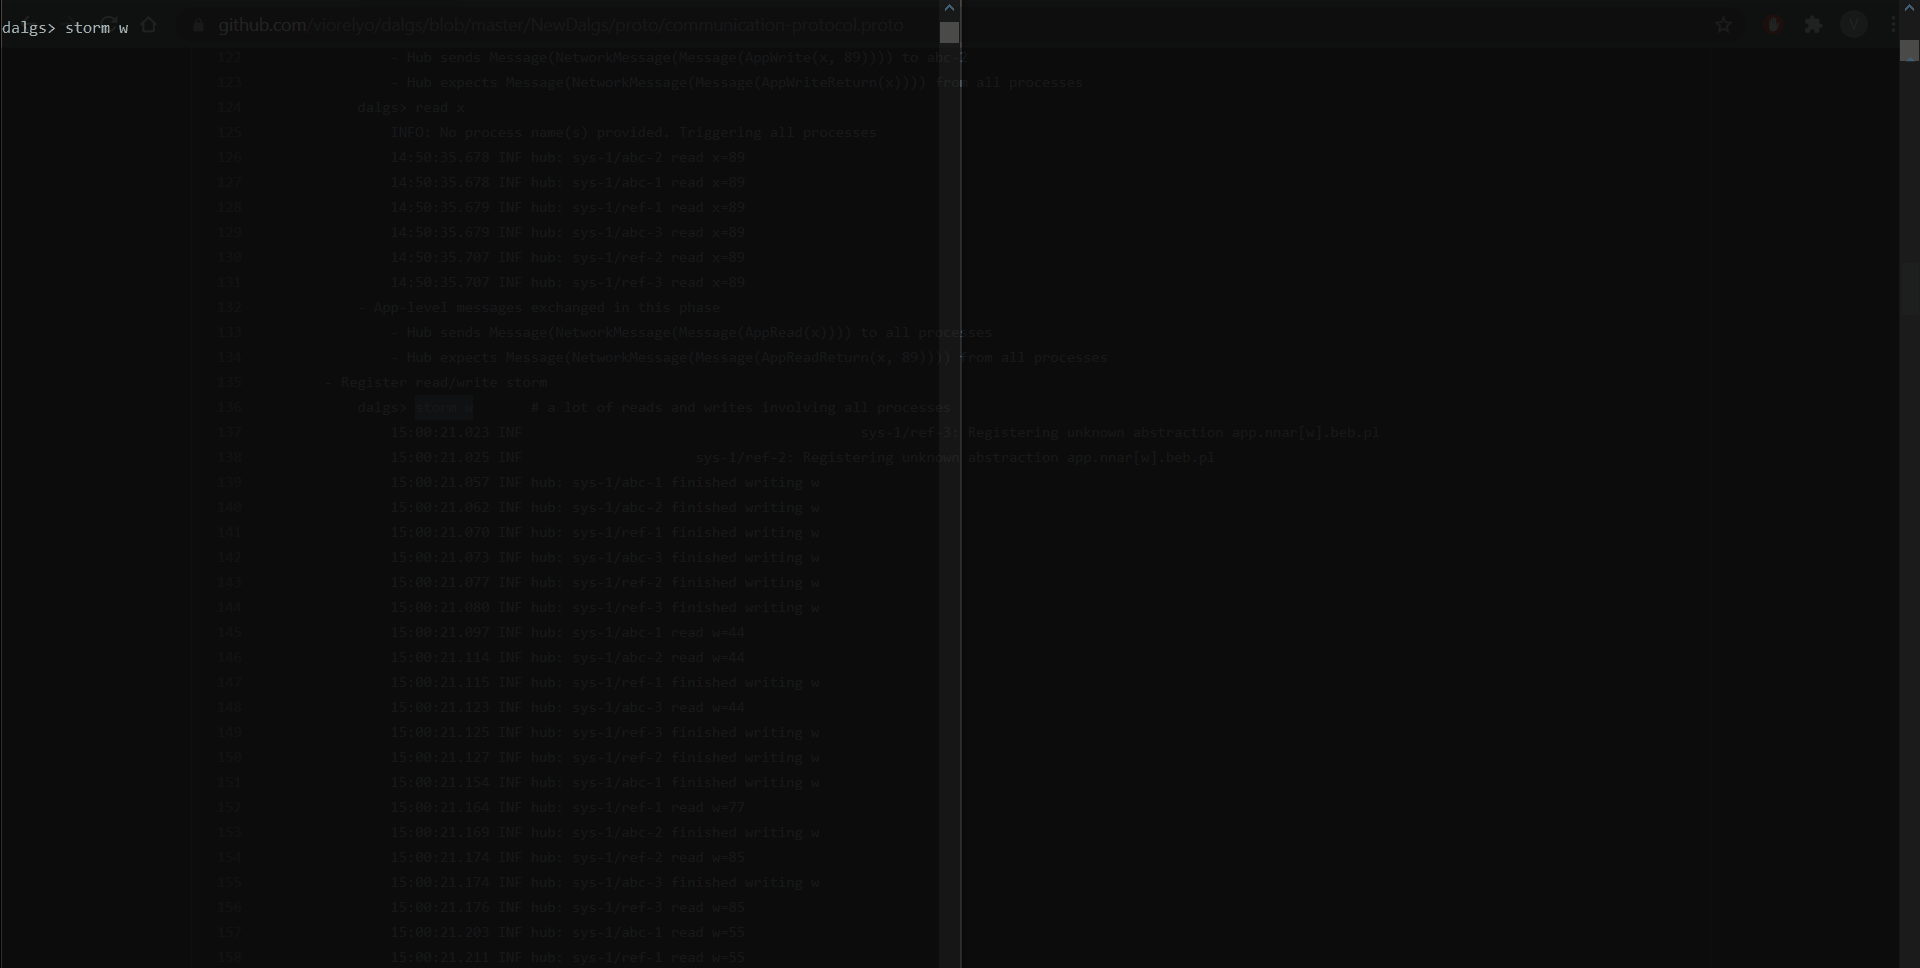 dalgs> storm w
github.com/viorelyo/dalgs/blob/master/NewDalgs/proto/communication-protocol.proto
V
122 - Hub sends Message(NetworkMessage(Message(AppWrite(x, 89)))) to abc-2
123 - Hub expects Message(NetworkMessage(Message(AppWriteReturn(x)))) from all processes
124 dalgs> read x
125 INFO: No process name(s) provided. Triggering all processes
126 14:50:35.678 INF hub: sys-1/abc-2 read x=89
127 14:50:35.678 INF hub: sys-1/abc-1 read x=89
128 14:50:35.679 INF hub: sys-1/ref-1 read x=89
129 14:50:35.679 INF hub: sys-1/abc-3 read x=89
130 14:50:35.707 INF hub: sys-1/ref-2 read x=89
131 14:50:35.707 INF hub: sys-1/ref-3 read x=89
132 - App-level messages exchanged in this phase
133 - Hub sends Message(NetworkMessage(Message(AppRead(x)))) to all processes
134 - Hub expects Message(NetworkMessage(Message(AppReadReturn(x, 89)))) from all processes
135 - Register read/write storm
136 dalgs> storm w # a lot of reads and writes involving all processes
137 15:00:21.023 INF sys-1/ref-3: Registering unknown abstraction app.nnar[w].beb.pl
138 15:00:21.025 INF sys-1/ref-2: Registering unknown abstraction app.nnar[w].beb.pl
139 15:00:21.057 INF hub: sys-1/abc-1 finished writing w
140 15:00:21.062 INF hub: sys-1/abc-2 finished writing w
141 15:00:21.070 INF hub: sys-1/ref-1 finished writing w
142 15:00:21.073 INF hub: sys-1/abc-3 finished writing w
143 15:00:21.077 INF hub: sys-1/ref-2 finished writing w
144 15:00:21.080 INF hub: sys-1/ref-3 finished writing w
145 15:00:21.097 INF hub: sys-1/abc-1 read w=44
146 15:00:21.114 INF hub: sys-1/abc-2 read w=44
147 15:00:21.115 INF hub: sys-1/ref-1 finished writing w
148 15:00:21.123 INF hub: sys-1/abc-3 read w=44
149 15:00:21.125 INF hub: sys-1/ref-3 finished writing w
150 15:00:21.127 INF hub: sys-1/ref-2 finished writing w
151 15:00:21.154 INF hub: sys-1/abc-1 finished writing w
152 15:00:21.164 INF hub: sys-1/ref-1 read w=77
153 15:00:21.169 INF hub: sys-1/abc-2 finished writing w
154 15:00:21.174 INF hub: sys-1/ref-2 read w=85
155 15:00:21.174 INF hub: sys-1/abc-3 finished writing w
156 15:00:21.176 INF hub: sys-1/ref-3 read w=85
157 15:00:21.203 INF hub: sys-1/abc-1 read w=55
158 15:00:21.211 INF hub: sys-1/ref-1 read w=55